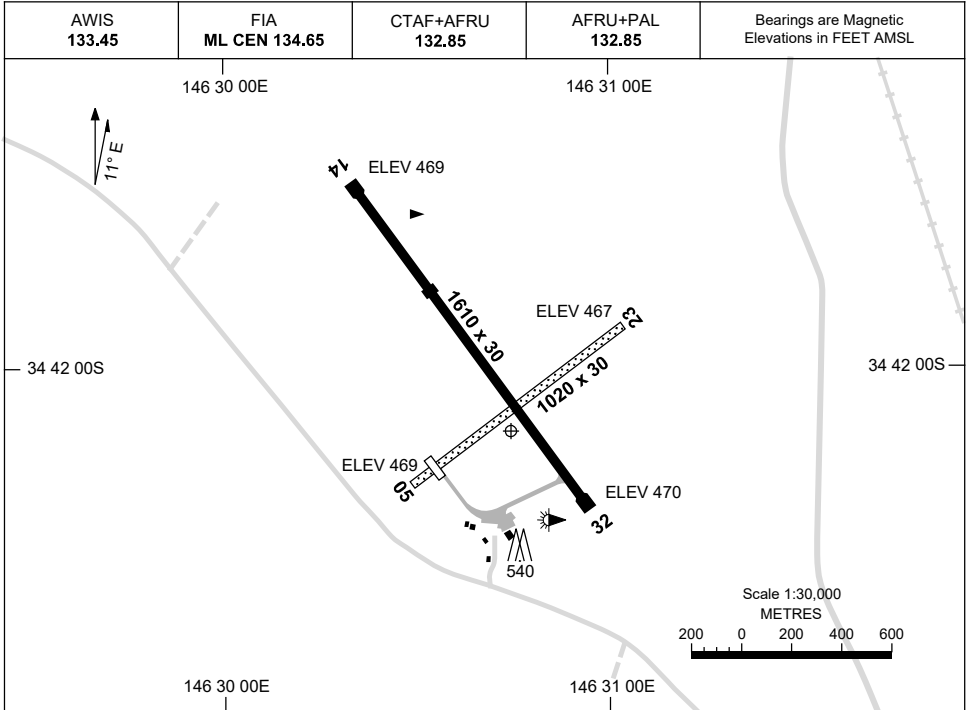 AWIS
133.45
FIA
ML CEN 134.65
CTAF+AFRU
132.85
AFRU+PAL
132.85
Bearings are Magnetic
Elevations in FEET AMSL
146 30 00E
146 31 00E
11° E
14
ELEV 469
1610 x 30
ELEV 467
23
34 42 00S
34 42 00S
1020 x 30
ELEV 469
05
ELEV 470
32
540
Scale 1:30,000
METRES
200 0 200 400 600
146 30 00E
146 31 00E